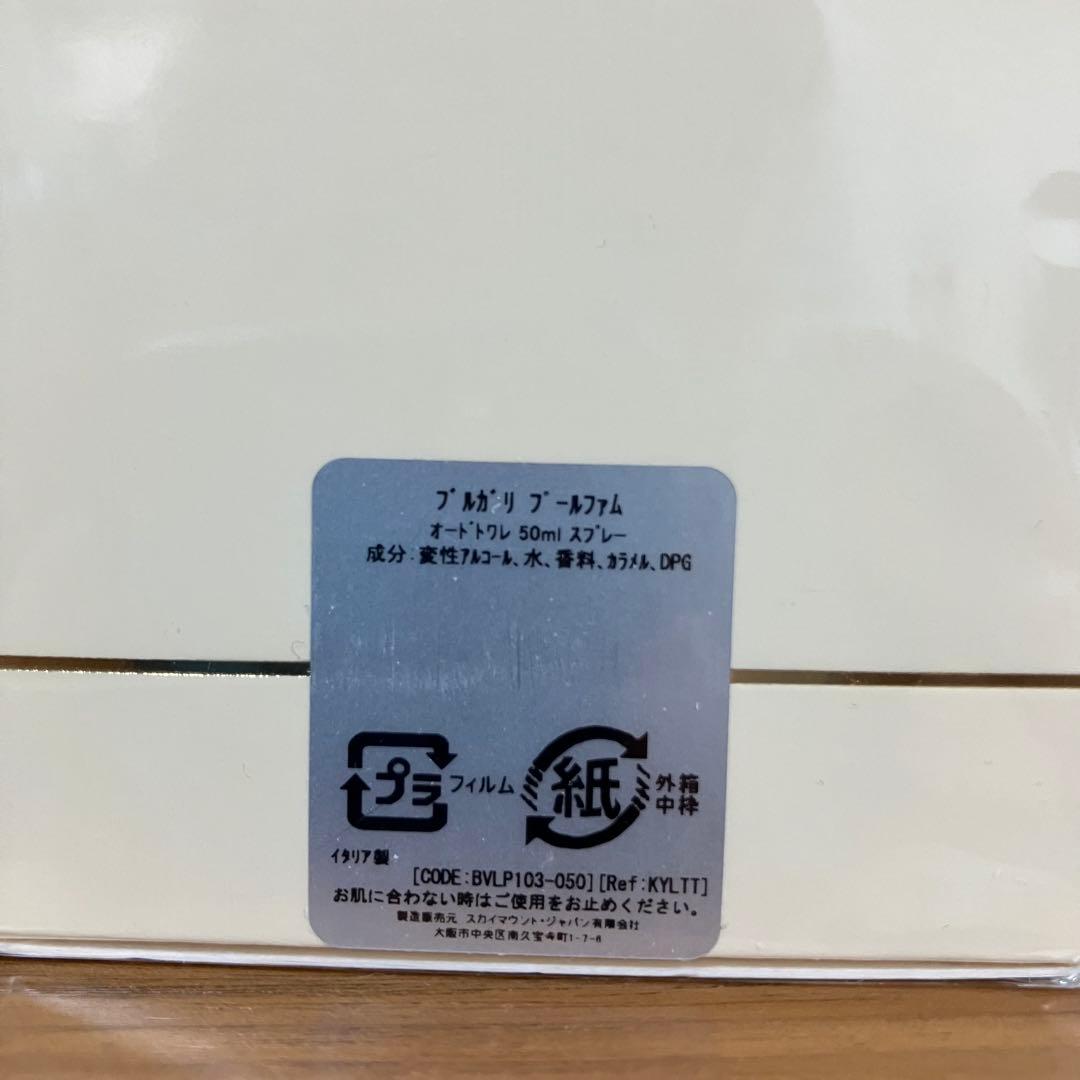 ﾌﾞﾙｶﾞﾘ ﾌﾟｰﾙﾌｧﾑ
ｵｰﾄﾞﾄﾜﾚ 50ml ｽﾌﾟﾚｰ
成分:変性ｱﾙｺｰﾙ、水、香料、ｶﾗﾒﾙ、DPG
プラ フィルム 紙 外箱
中枠
ｲﾀﾘｱ製
[CODE:BVLP103-050][Ref:KYLTT]
お肌に合わない時はご使用をお止めください。
製造販売元 スカイマウント・ジャパン有限会社
大阪市中央区南久宝寺町1-7-6